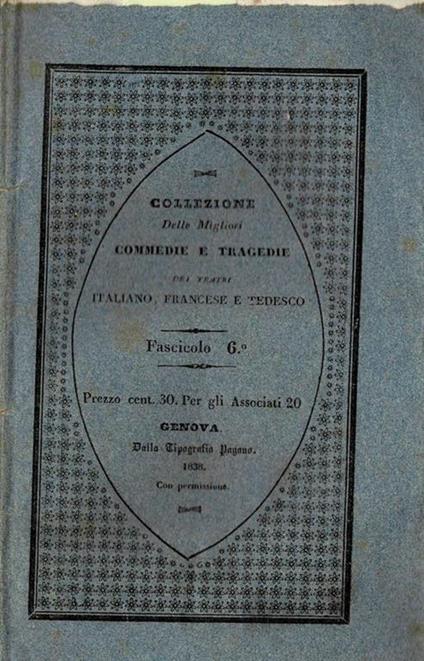 COLLEZIONE
Delle Migliori
COMMEDIE E TRAGEDIE
DEI TEATRI
ITALIANO, FRANCESE E TEDESCO
Fascicolo 6.º
Prezzo cent. 30. Per gli Associati 20
GENOVA.
Dalla Tipografia Pagano.
1838.
Con permissione.